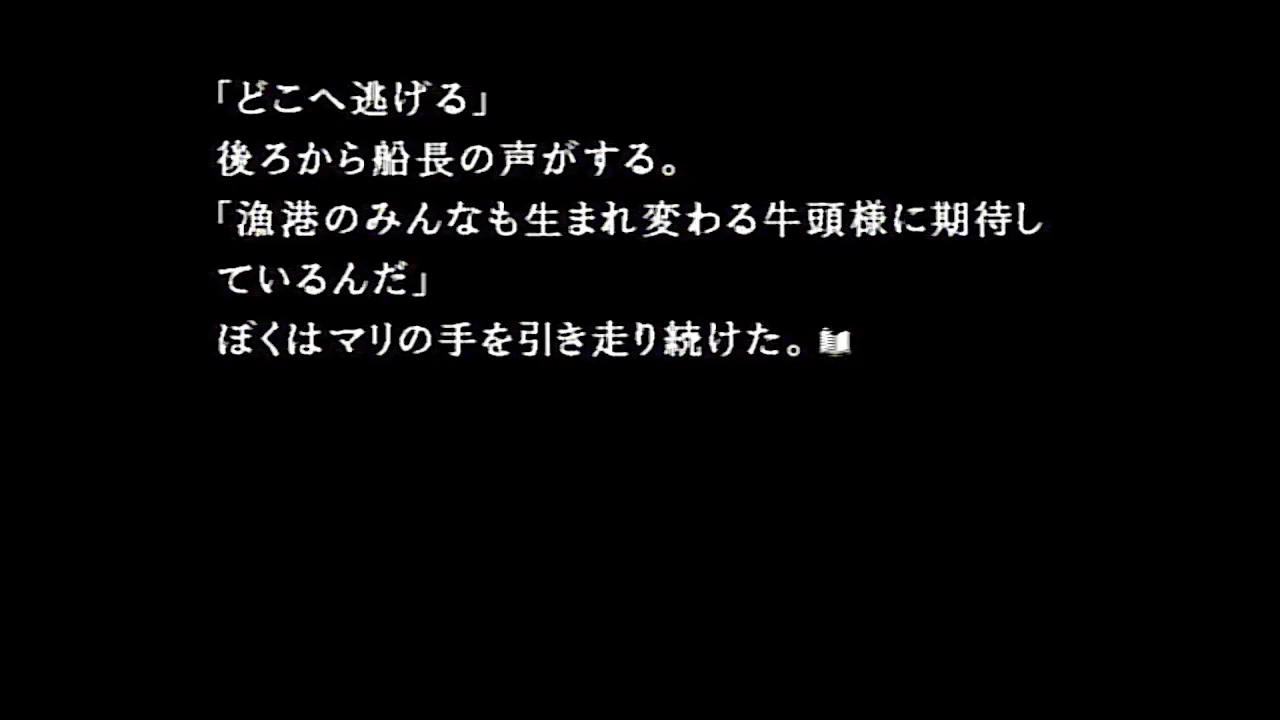 「どこへ逃げる」
後ろから船長の声がする。
「漁港のみんなも生まれ変わる牛頭様に期待し
ているんだ」
ぼくはマリの手を引き走り続けた。